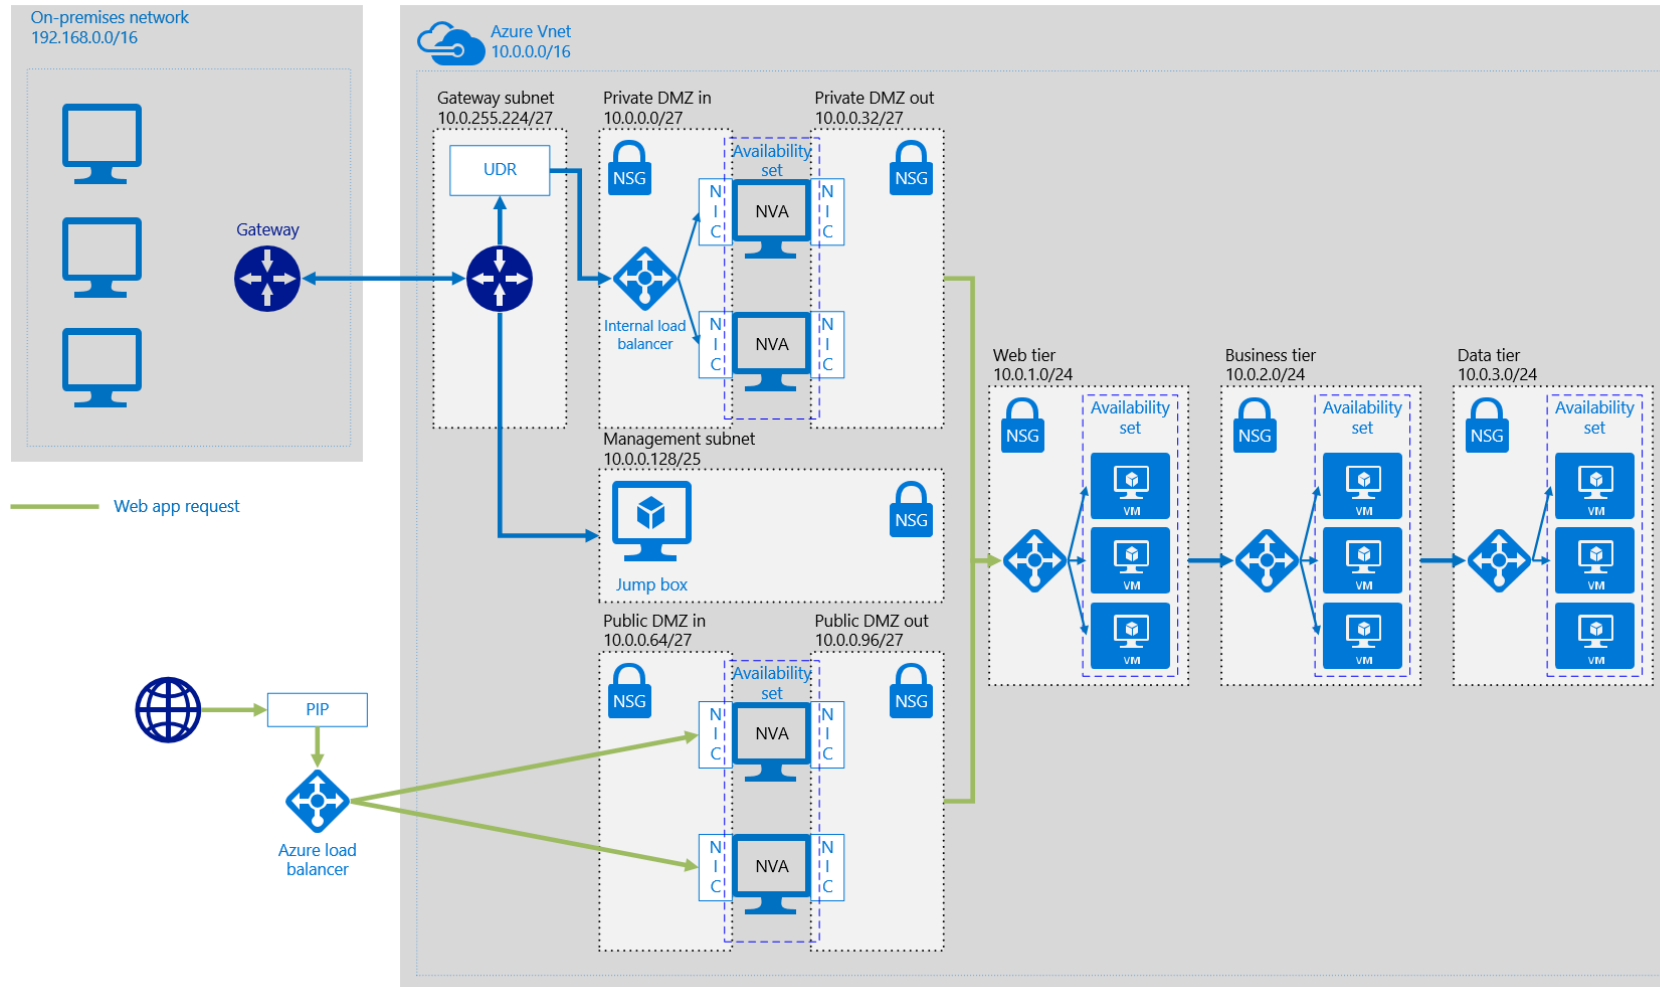 On-premises network
192.168.0.0/16
Gateway
Web app request
PIP
Azure load
balancer
Azure Vnet
10.0.0.0/16
Gateway subnet
10.0.255.224/27
UDR
Private DMZ in
10.0.0.0/27
NSG
Internal load
balancer
Availability
set
N
I
C
NVA
N
I
C
N
I
C
NVA
N
I
C
Private DMZ out
10.0.0.32/27
NSG
Management subnet
10.0.0.128/25
Jump box
NSG
Public DMZ in
10.0.0.64/27
NSG
Availability
set
N
I
C
NVA
N
I
C
N
I
C
NVA
N
I
C
Public DMZ out
10.0.0.96/27
NSG
Web tier
10.0.1.0/24
NSG
Availability
set
VM
VM
VM
Business tier
10.0.2.0/24
NSG
Availability
set
VM
VM
VM
Data tier
10.0.3.0/24
NSG
Availability
set
VM
VM
VM